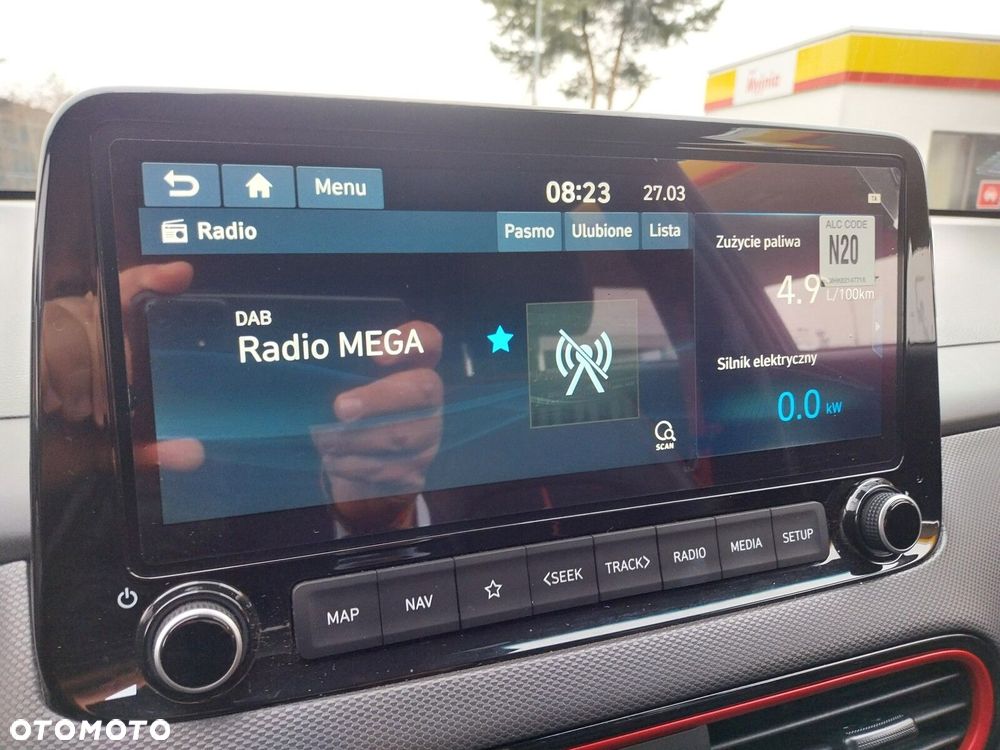 Myjnia
Menu
08:23
27.03
TA
Radio
Pasmo
Ulubione
Lista
DAB
Radio MEGA
SCAN
Zużycie paliwa
4.9 L/100km
ALC CODE
N20
Silnik elektryczny
0.0 kW
MAP
NAV
<SEEK
TRACK>
RADIO
MEDIA
SETUP
OTOMOTO